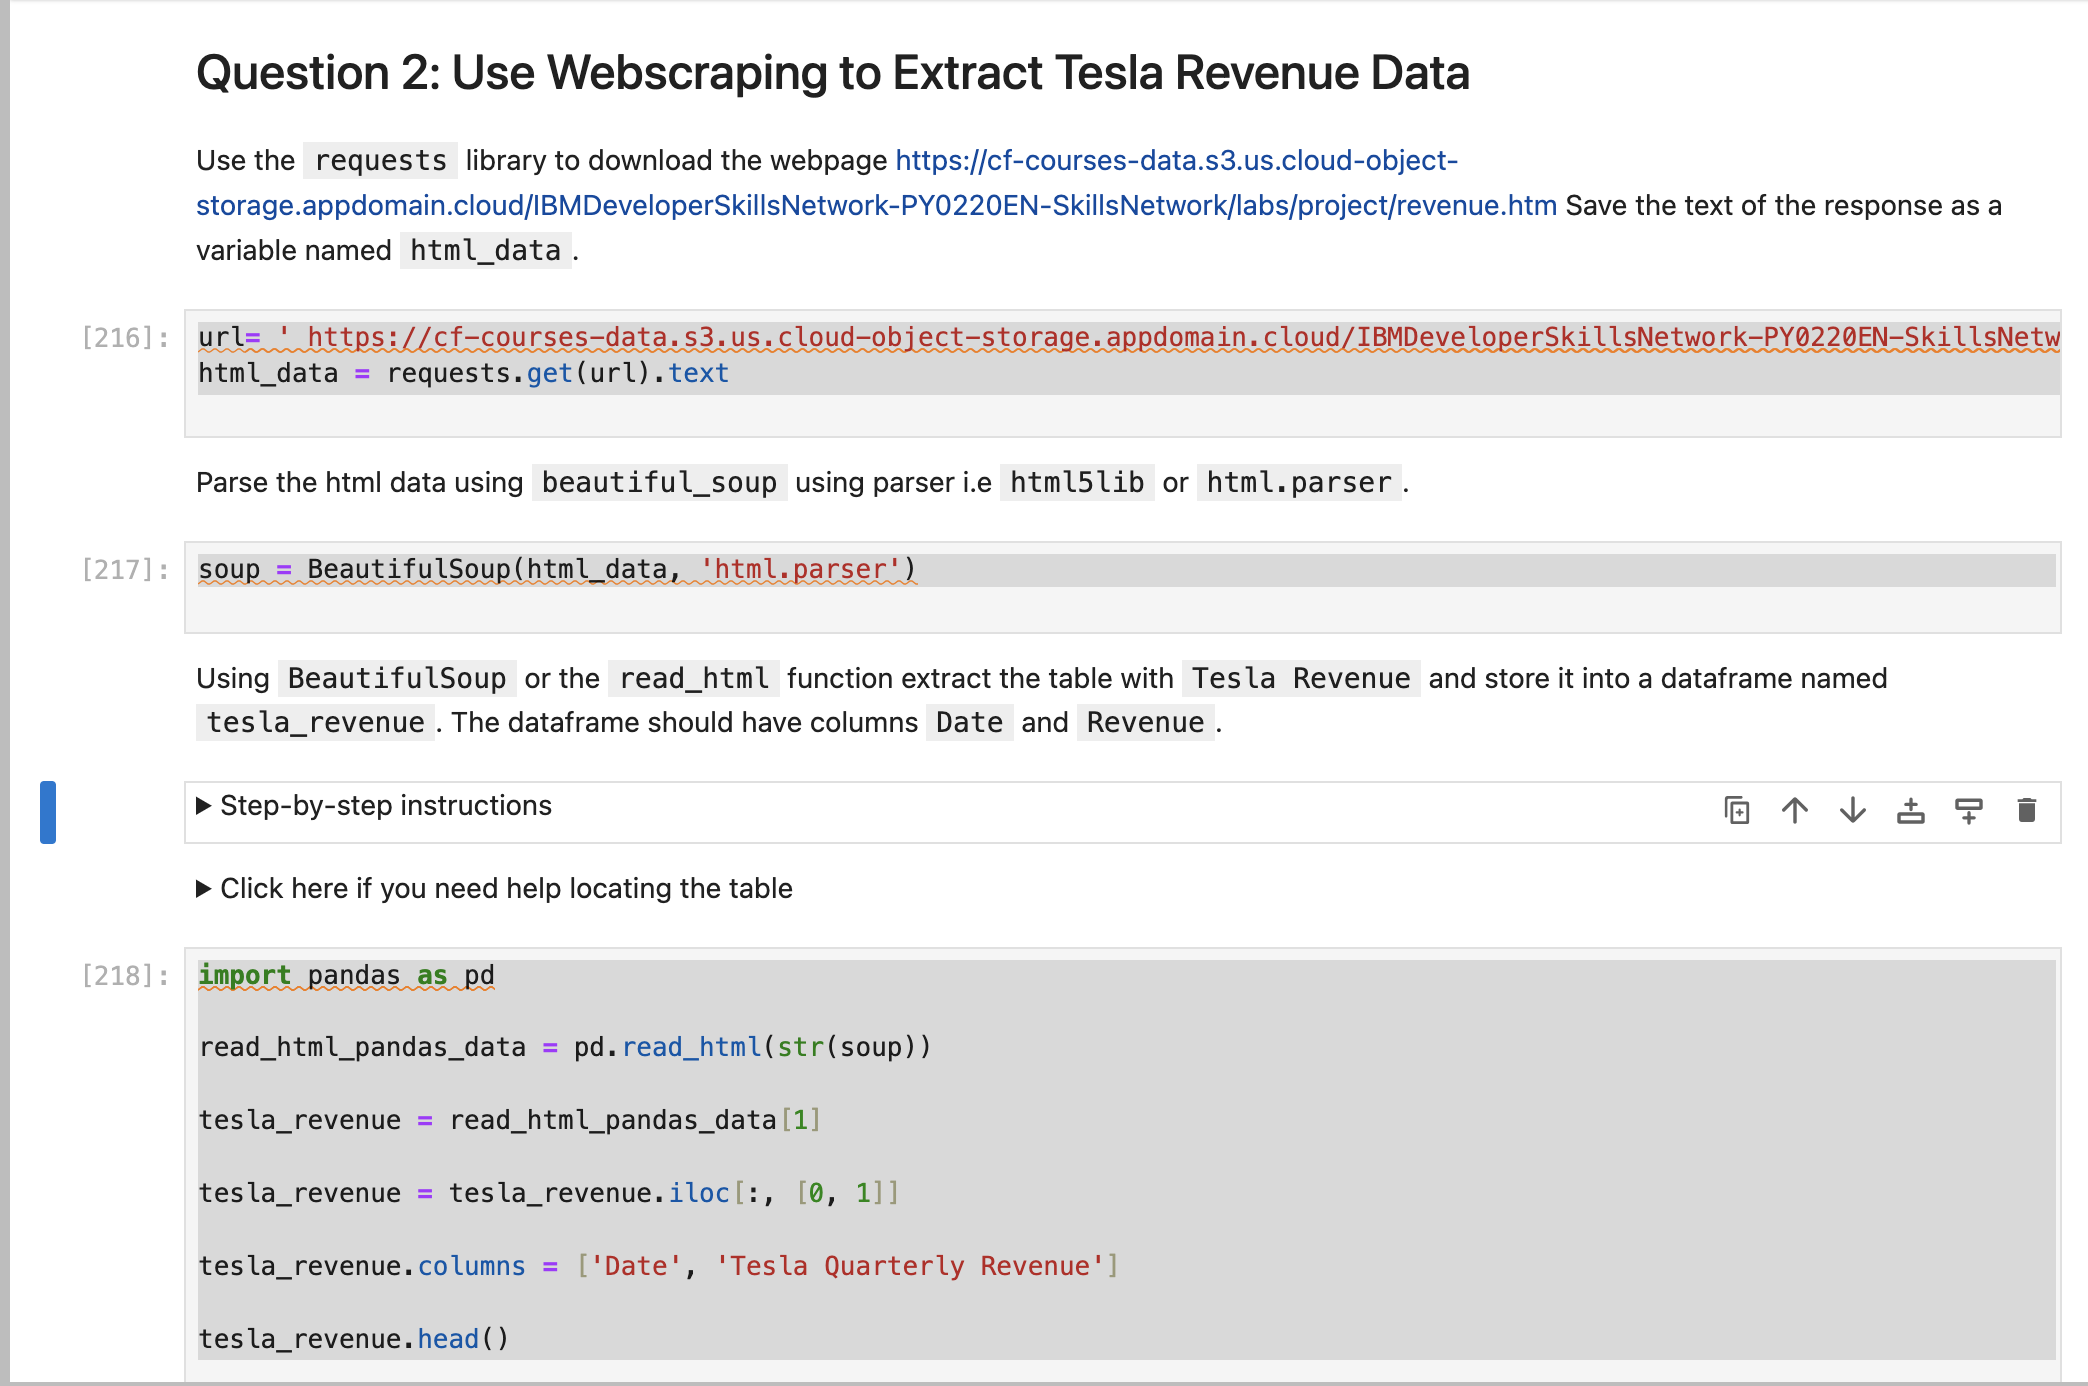 Question 2: Use Webscraping to Extract Tesla Revenue Data
Use the requests library to download the webpage https://cf-courses-data.s3.us.cloud-object-
storage.appdomain.cloud/IBMDeveloperSkillsNetwork-PY0220EN-SkillsNetwork/labs/project/revenue.htm Save the text of the response as a
variable named html_data.
[216]: url= ' https://cf-courses-data.s3.us.cloud-object-storage.appdomain.cloud/IBMDeveloperSkillsNetwork-PY0220EN-SkillsNetw
html_data = requests.get(url).text
Parse the html data using beautiful_soup using parser i.e html5lib or html.parser.
[217]: soup = BeautifulSoup(html_data, 'html.parser')
Using BeautifulSoup or the read_html function extract the table with Tesla Revenue and store it into a dataframe named
tesla_revenue. The dataframe should have columns Date and Revenue.
▶ Step-by-step instructions
▶ Click here if you need help locating the table
[218]: import pandas as pd
read_html_pandas_data = pd.read_html(str(soup))
tesla_revenue = read_html_pandas_data[1]
tesla_revenue = tesla_revenue.iloc[:, [0, 1]]
tesla_revenue.columns = ['Date', 'Tesla Quarterly Revenue']
tesla_revenue.head()